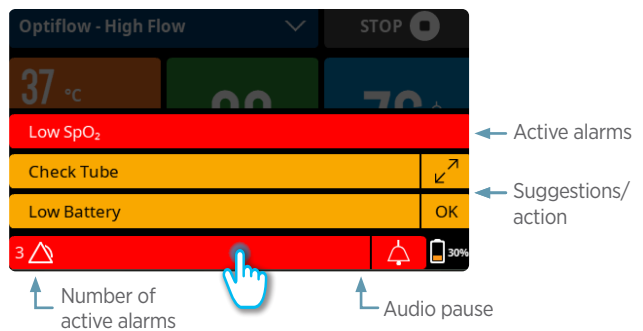 Optiflow - High Flow
STOP
37 °C
Low SpO₂
Active alarms
Check Tube
Suggestions/
action
Low Battery
OK
3
30%
Number of
active alarms
Audio pause